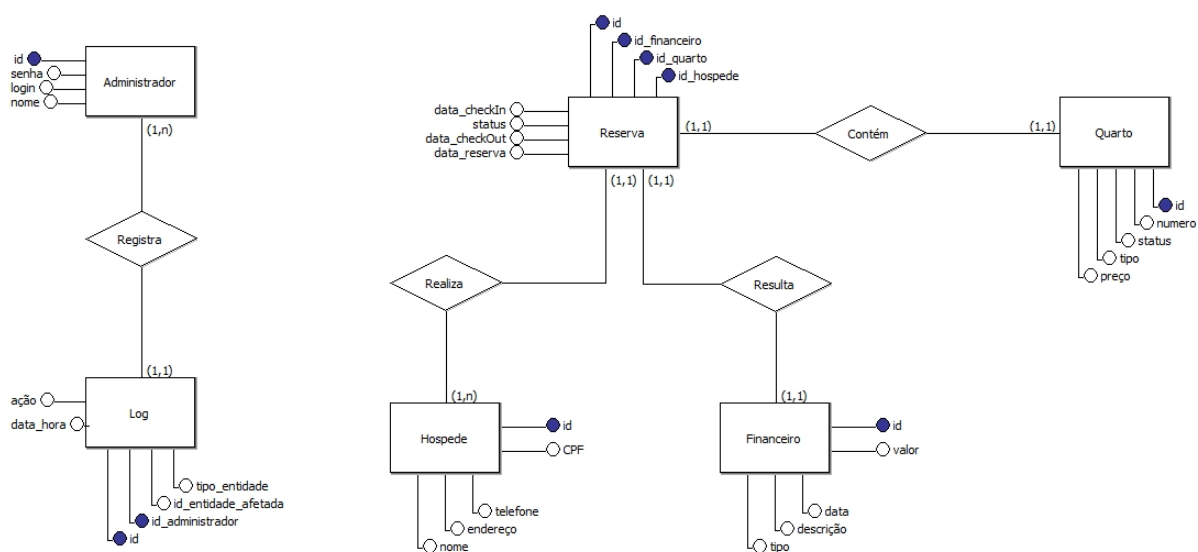 id
senha
login
nome
Administrador
(1,n)
Registra
(1,1)
ação
data_hora
Log
tipo_entidade
id_entidade_afetada
id_administrador
id
id
id_financeiro
id_quarto
id_hospede
data_checkIn
status
data_checkOut
data_reserva
Reserva
(1,1)
Contém
(1,1)
Quarto
id
numero
status
tipo
preço
(1,1)
(1,1)
Realiza
Resulta
(1,n)
Hospede
id
CPF
telefone
endereço
nome
(1,1)
Financeiro
id
valor
data
descrição
tipo